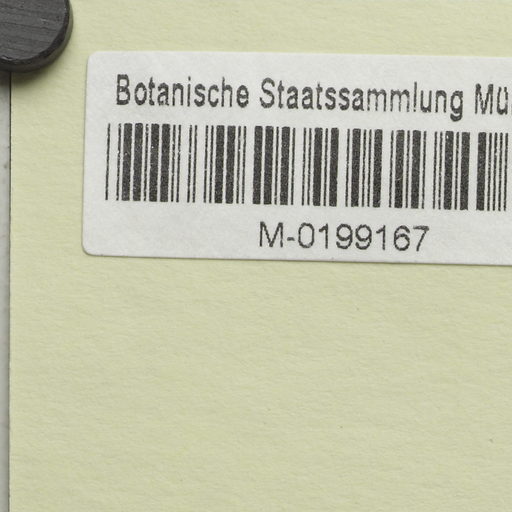 Botanische Staatssammlung Mü
M-0199167